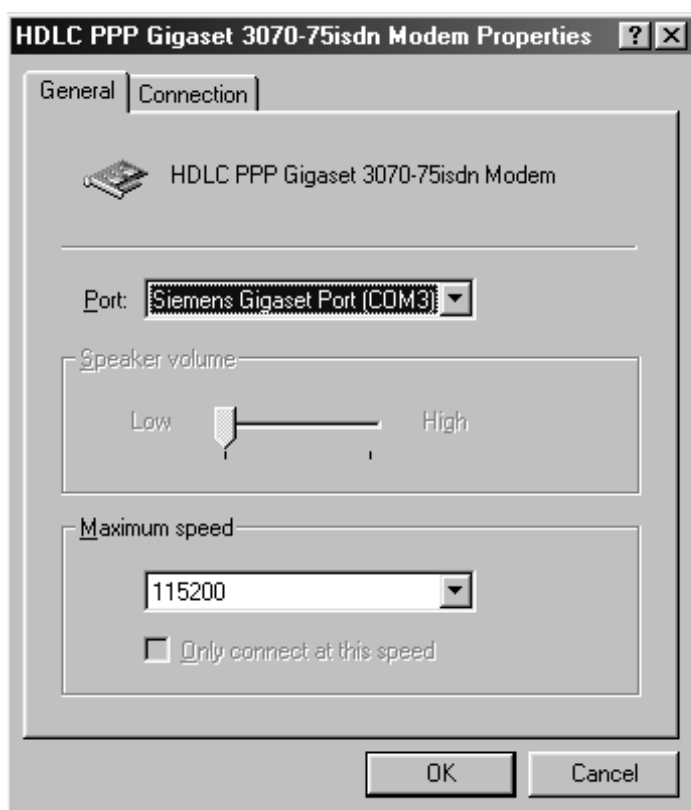 HDLC PPP Gigaset 3070-75isdn Modem Properties ? X
General Connection
HDLC PPP Gigaset 3070-75isdn Modem
Port: Siemens Gigaset Port (COM3)
Speaker volume
Low High
Maximum speed
115200
Only connect at this speed
OK Cancel